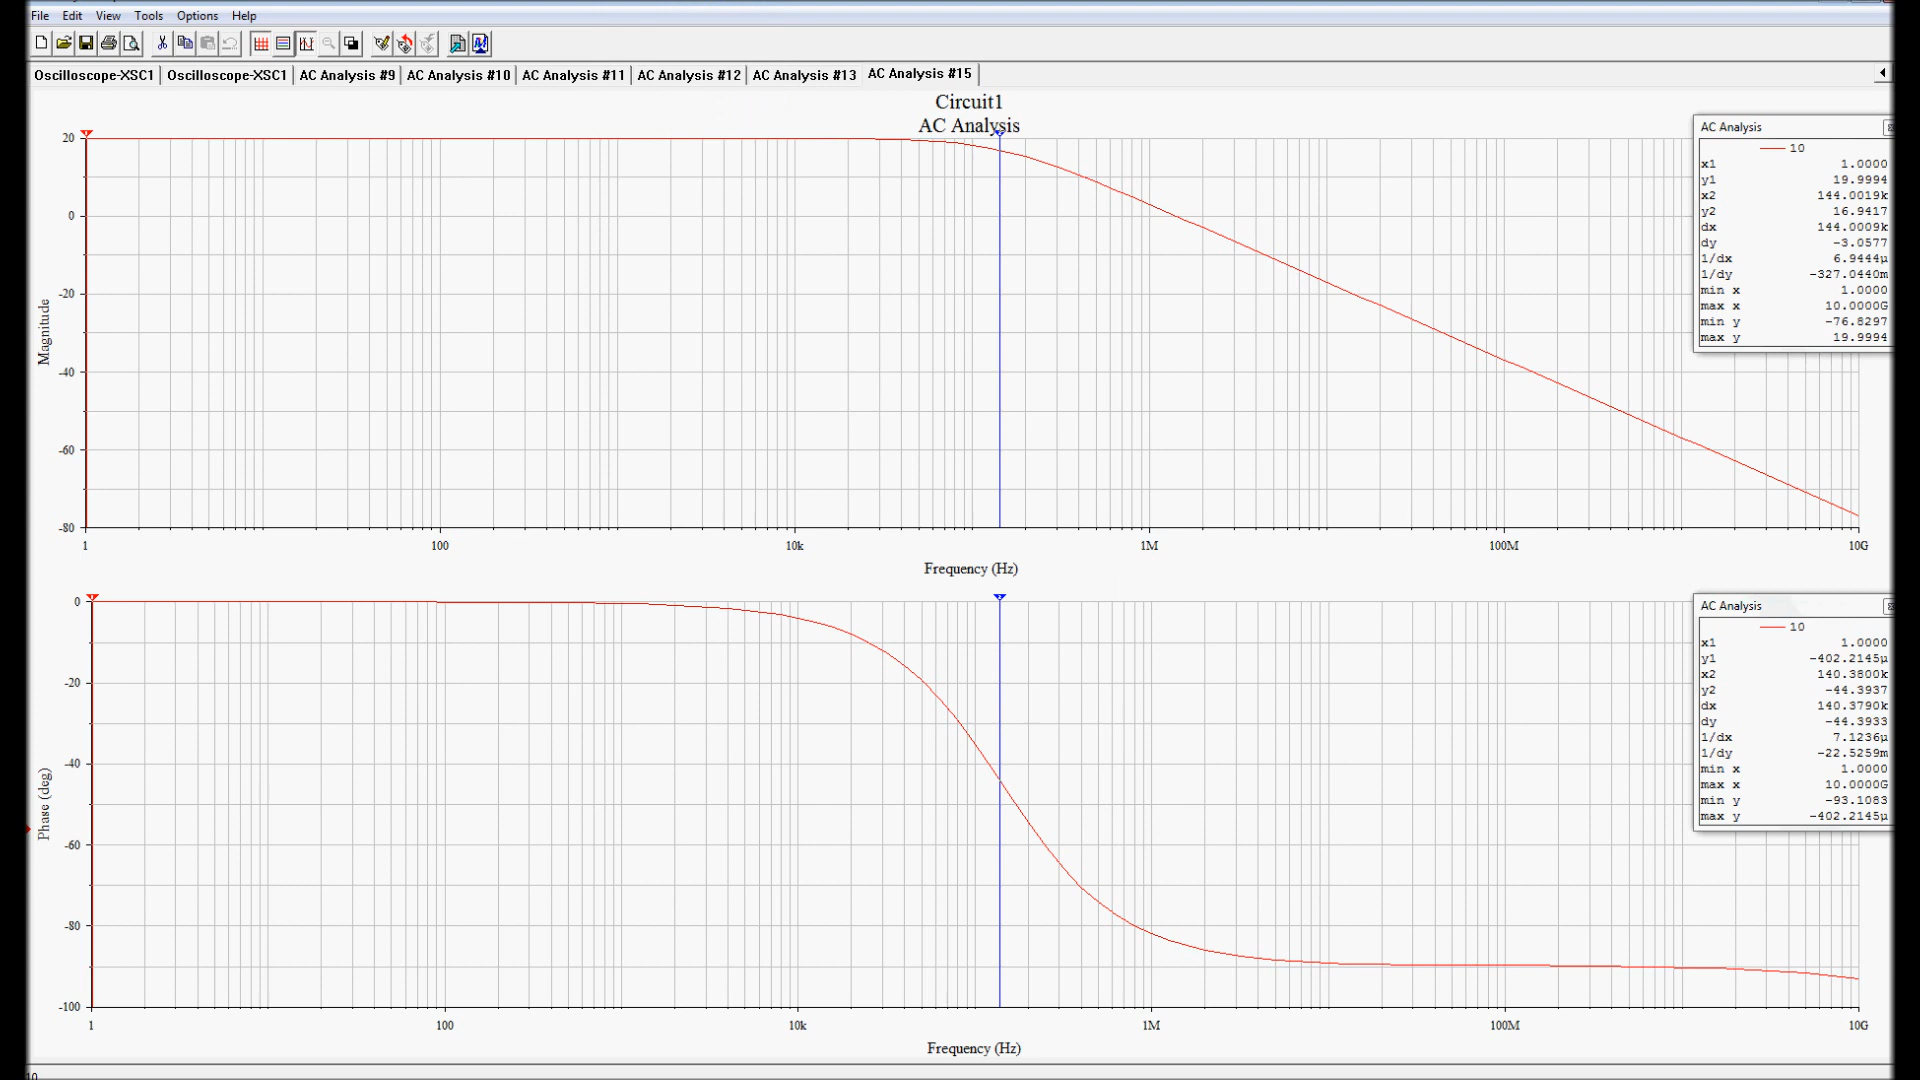 File Edit View Tools Options Help
Oscilloscope-XSC1 Oscilloscope-XSC1 AC Analysis #9 AC Analysis #10 AC Analysis #11 AC Analysis #12 AC Analysis #13 AC Analysis #15
Circuit1
AC Analysis
Magnitude
20
0
-20
-40
-60
-80
1 100 10k 1M 100M 10G
Frequency (Hz)
AC Analysis
10
x1 1.0000
y1 19.9994
x2 144.0019k
y2 16.9417
dx 144.0009k
dy -3.0577
1/dx 6.9444µ
1/dy -327.0440m
min x 1.0000
max x 10.0000G
min y -76.8297
max y 19.9994
Phase (deg)
0
-20
-40
-60
-80
-100
1 100 10k 1M 100M 10G
Frequency (Hz)
AC Analysis
10
x1 1.0000
y1 -402.2145µ
x2 140.3800k
y2 -44.3937
dx 140.3790k
dy -44.3933
1/dx 7.1236µ
1/dy -22.5259m
min x 1.0000
max x 10.0000G
min y -93.1083
max y -402.2145µ